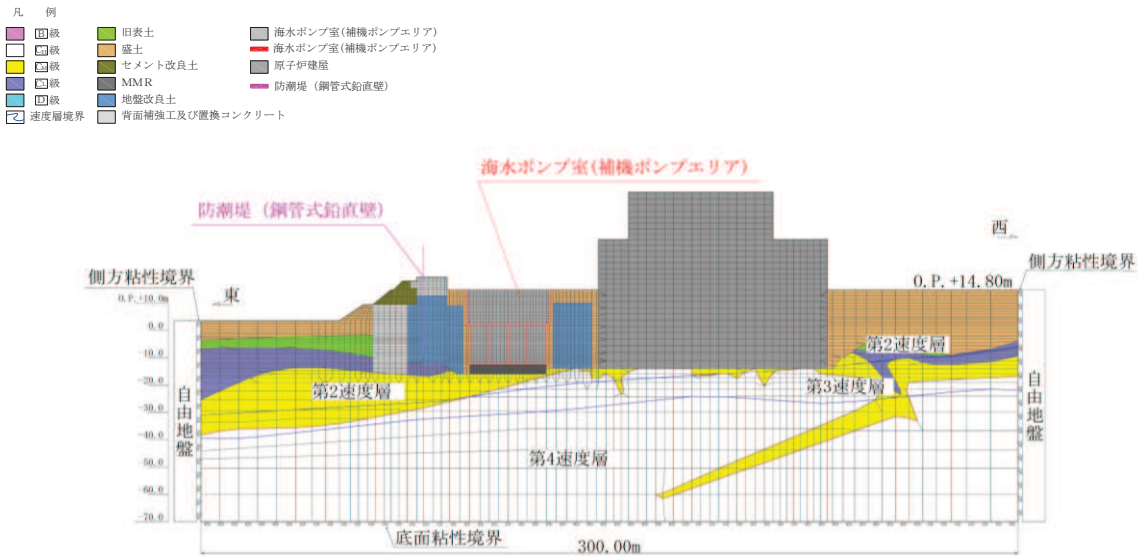 凡 例
B級
CH級
CM級
CL級
D級
速度層境界
旧表土
盛土
セメント改良土
MMR
地盤改良土
背面補強工及び置換コンクリート
海水ポンプ室(補機ポンプエリア)
海水ポンプ室(補機ポンプエリア)
原子炉建屋
防潮堤(鋼管式鉛直壁)
海水ポンプ室(補機ポンプエリア)
防潮堤(鋼管式鉛直壁)
西
側方粘性境界
側方粘性境界
O.P.+14.80m
東
O.P.+10.0m
0.0
-10.0
-20.0
-30.0
-40.0
-50.0
-60.0
-70.0
自由地盤
自由地盤
第2速度層
第2速度層
第3速度層
第4速度層
底面粘性境界
300.00m